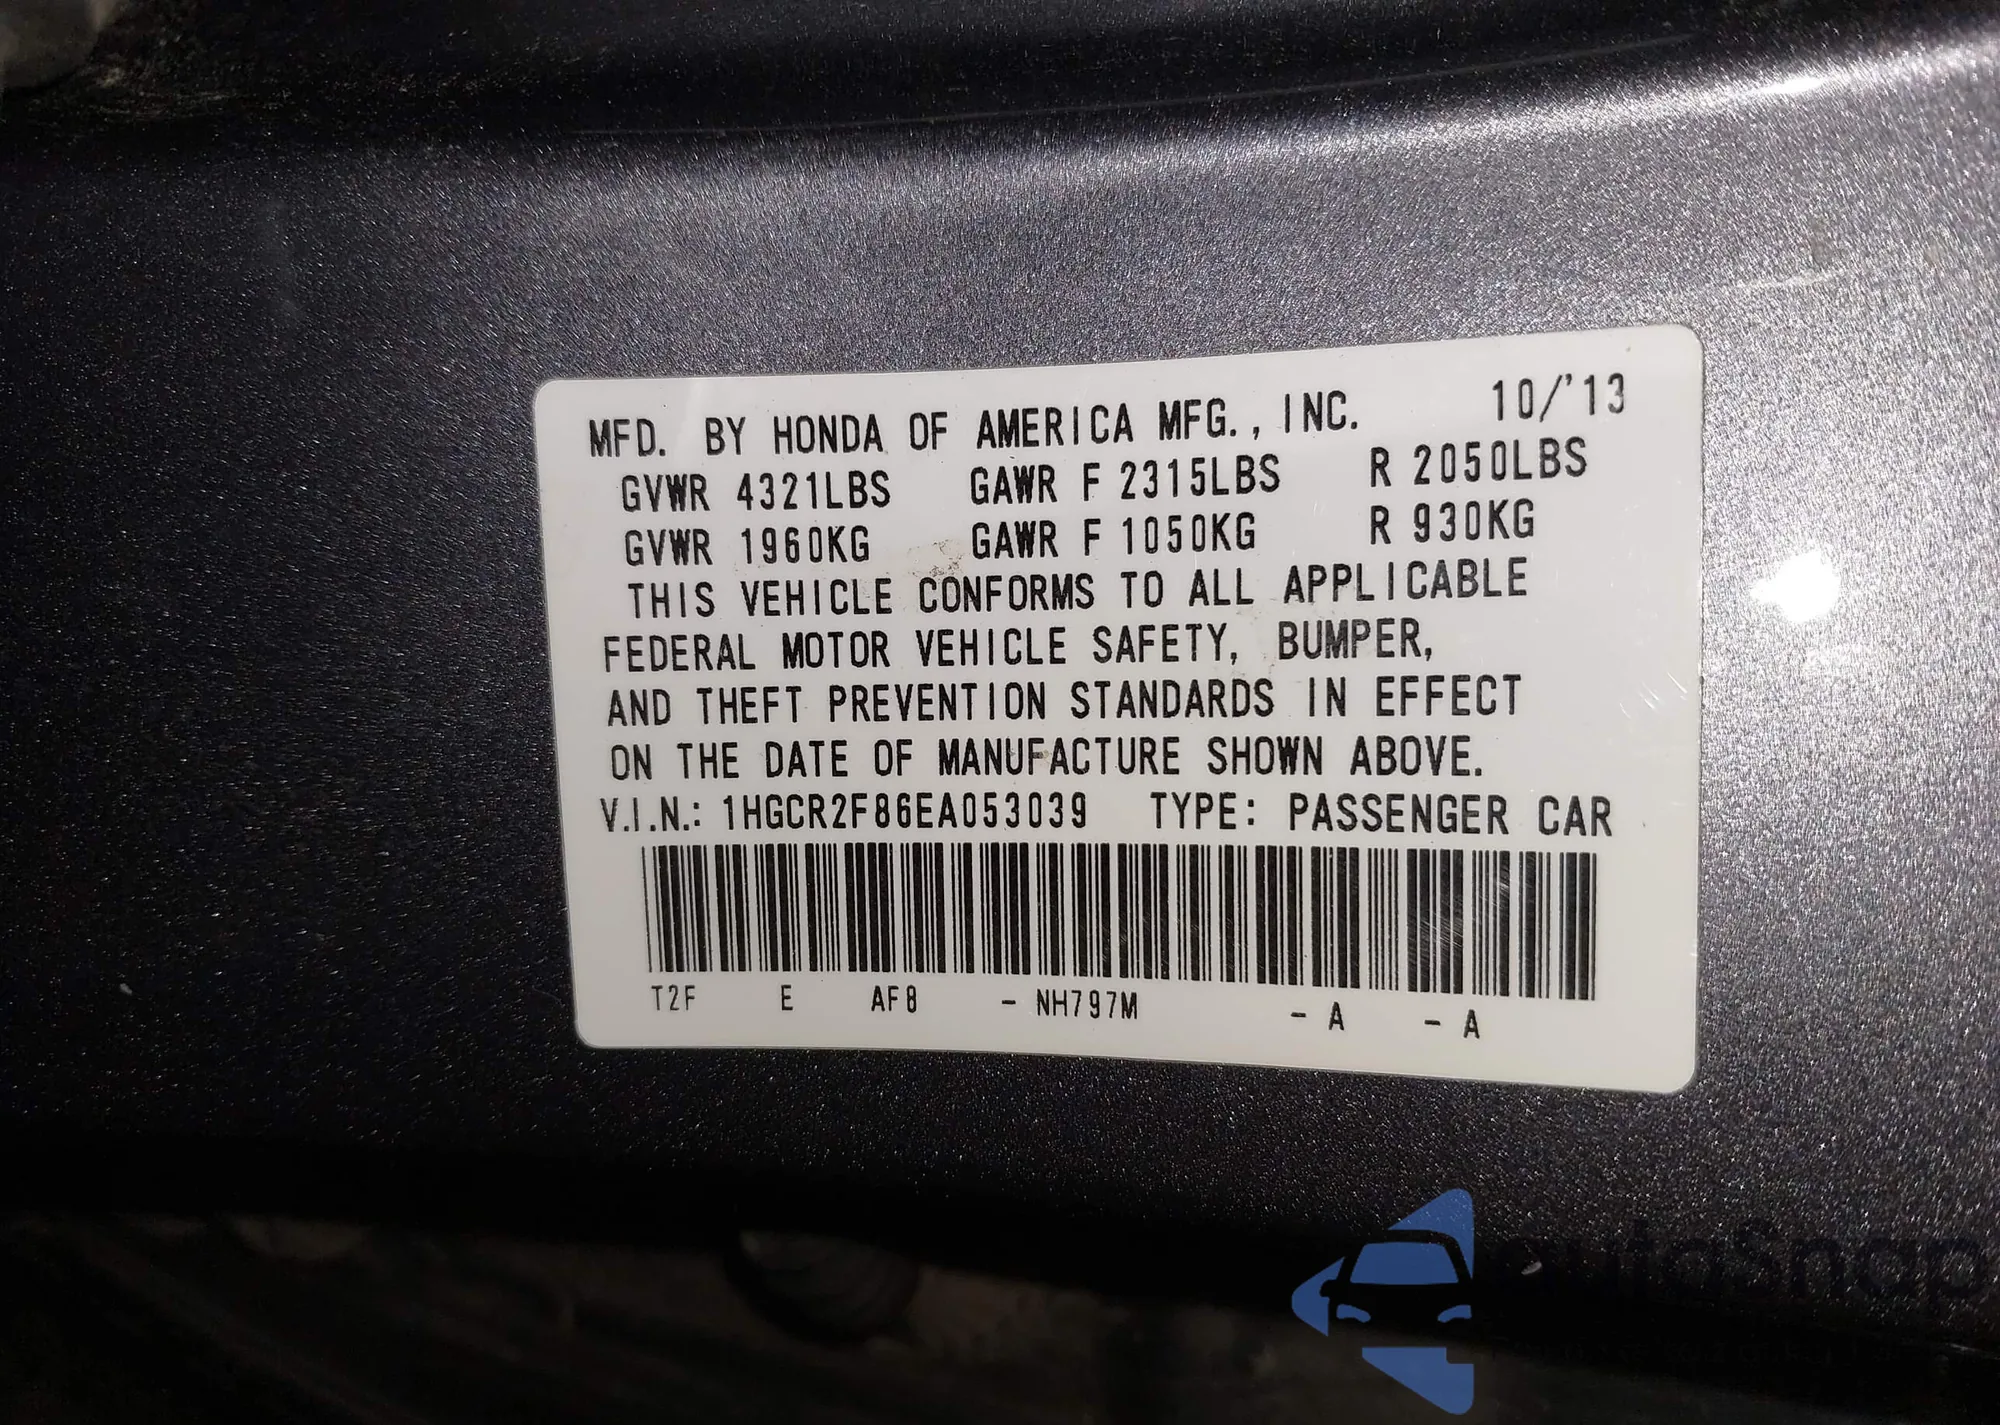 MFD. BY HONDA OF AMERICA MFG., INC. 10/'13
GVWR 4321LBS GAWR F 2315LBS R 2050LBS
GVWR 1960KG GAWR F 1050KG R 930KG
THIS VEHICLE CONFORMS TO ALL APPLICABLE
FEDERAL MOTOR VEHICLE SAFETY, BUMPER,
AND THEFT PREVENTION STANDARDS IN EFFECT
ON THE DATE OF MANUFACTURE SHOWN ABOVE.
V.I.N.: 1HGCR2F86EA053039 TYPE: PASSENGER CAR
T2F E AF8 - NH797M - A - A
autoSnap